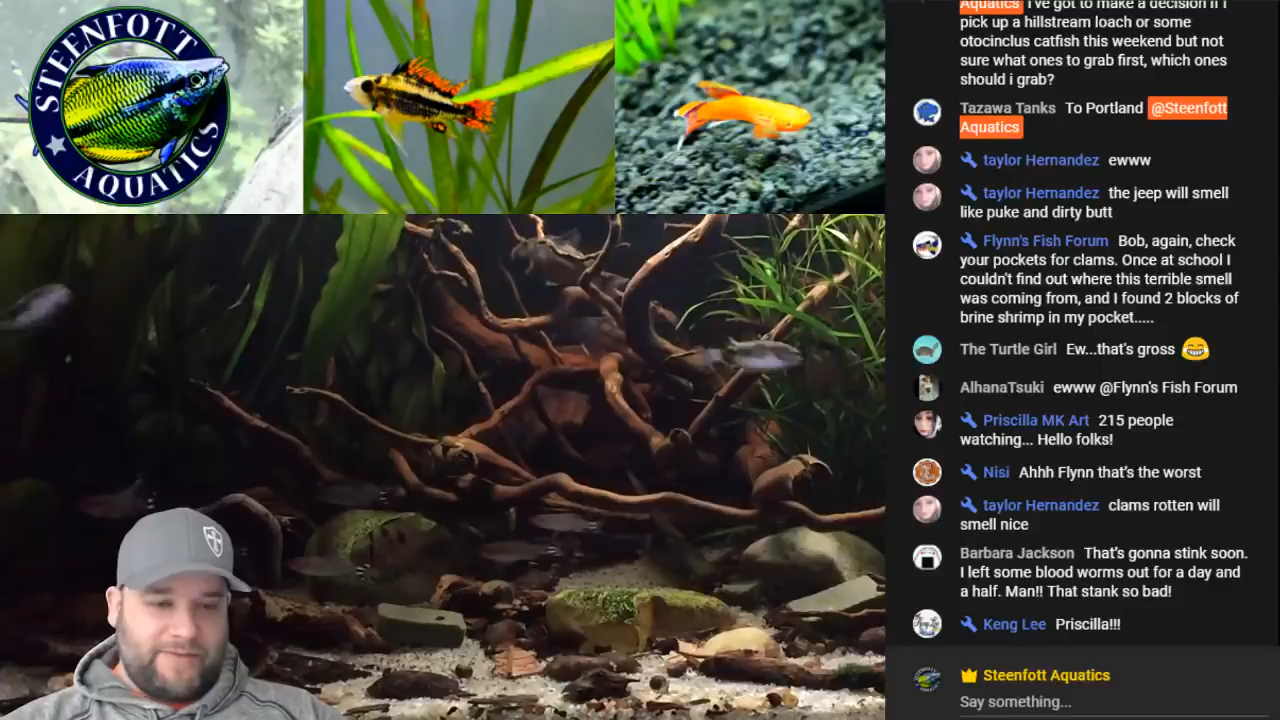 STEENFOTT
AQUATICS
Aquatics I've got to make a decision if I
pick up a hillstream loach or some
otocinclus catfish this weekend but not
sure what ones to grab first, which ones
should i grab?
Tazawa Tanks To Portland @Steenfott
Aquatics
taylor Hernandez ewww
taylor Hernandez the jeep will smell
like puke and dirty butt
Flynn's Fish Forum Bob, again, check
your pockets for clams. Once at school I
couldn't find out where this terrible smell
was coming from, and I found 2 blocks of
brine shrimp in my pocket.....
The Turtle Girl Ew...that's gross
AlhanaTsuki ewww @Flynn's Fish Forum
Priscilla MK Art 215 people
watching... Hello folks!
Nisi Ahhh Flynn that's the worst
taylor Hernandez clams rotten will
smell nice
Barbara Jackson That's gonna stink soon.
I left some blood worms out for a day and
a half. Man!! That stank so bad!
Keng Lee Priscilla!!!
Steenfott Aquatics
Say something...